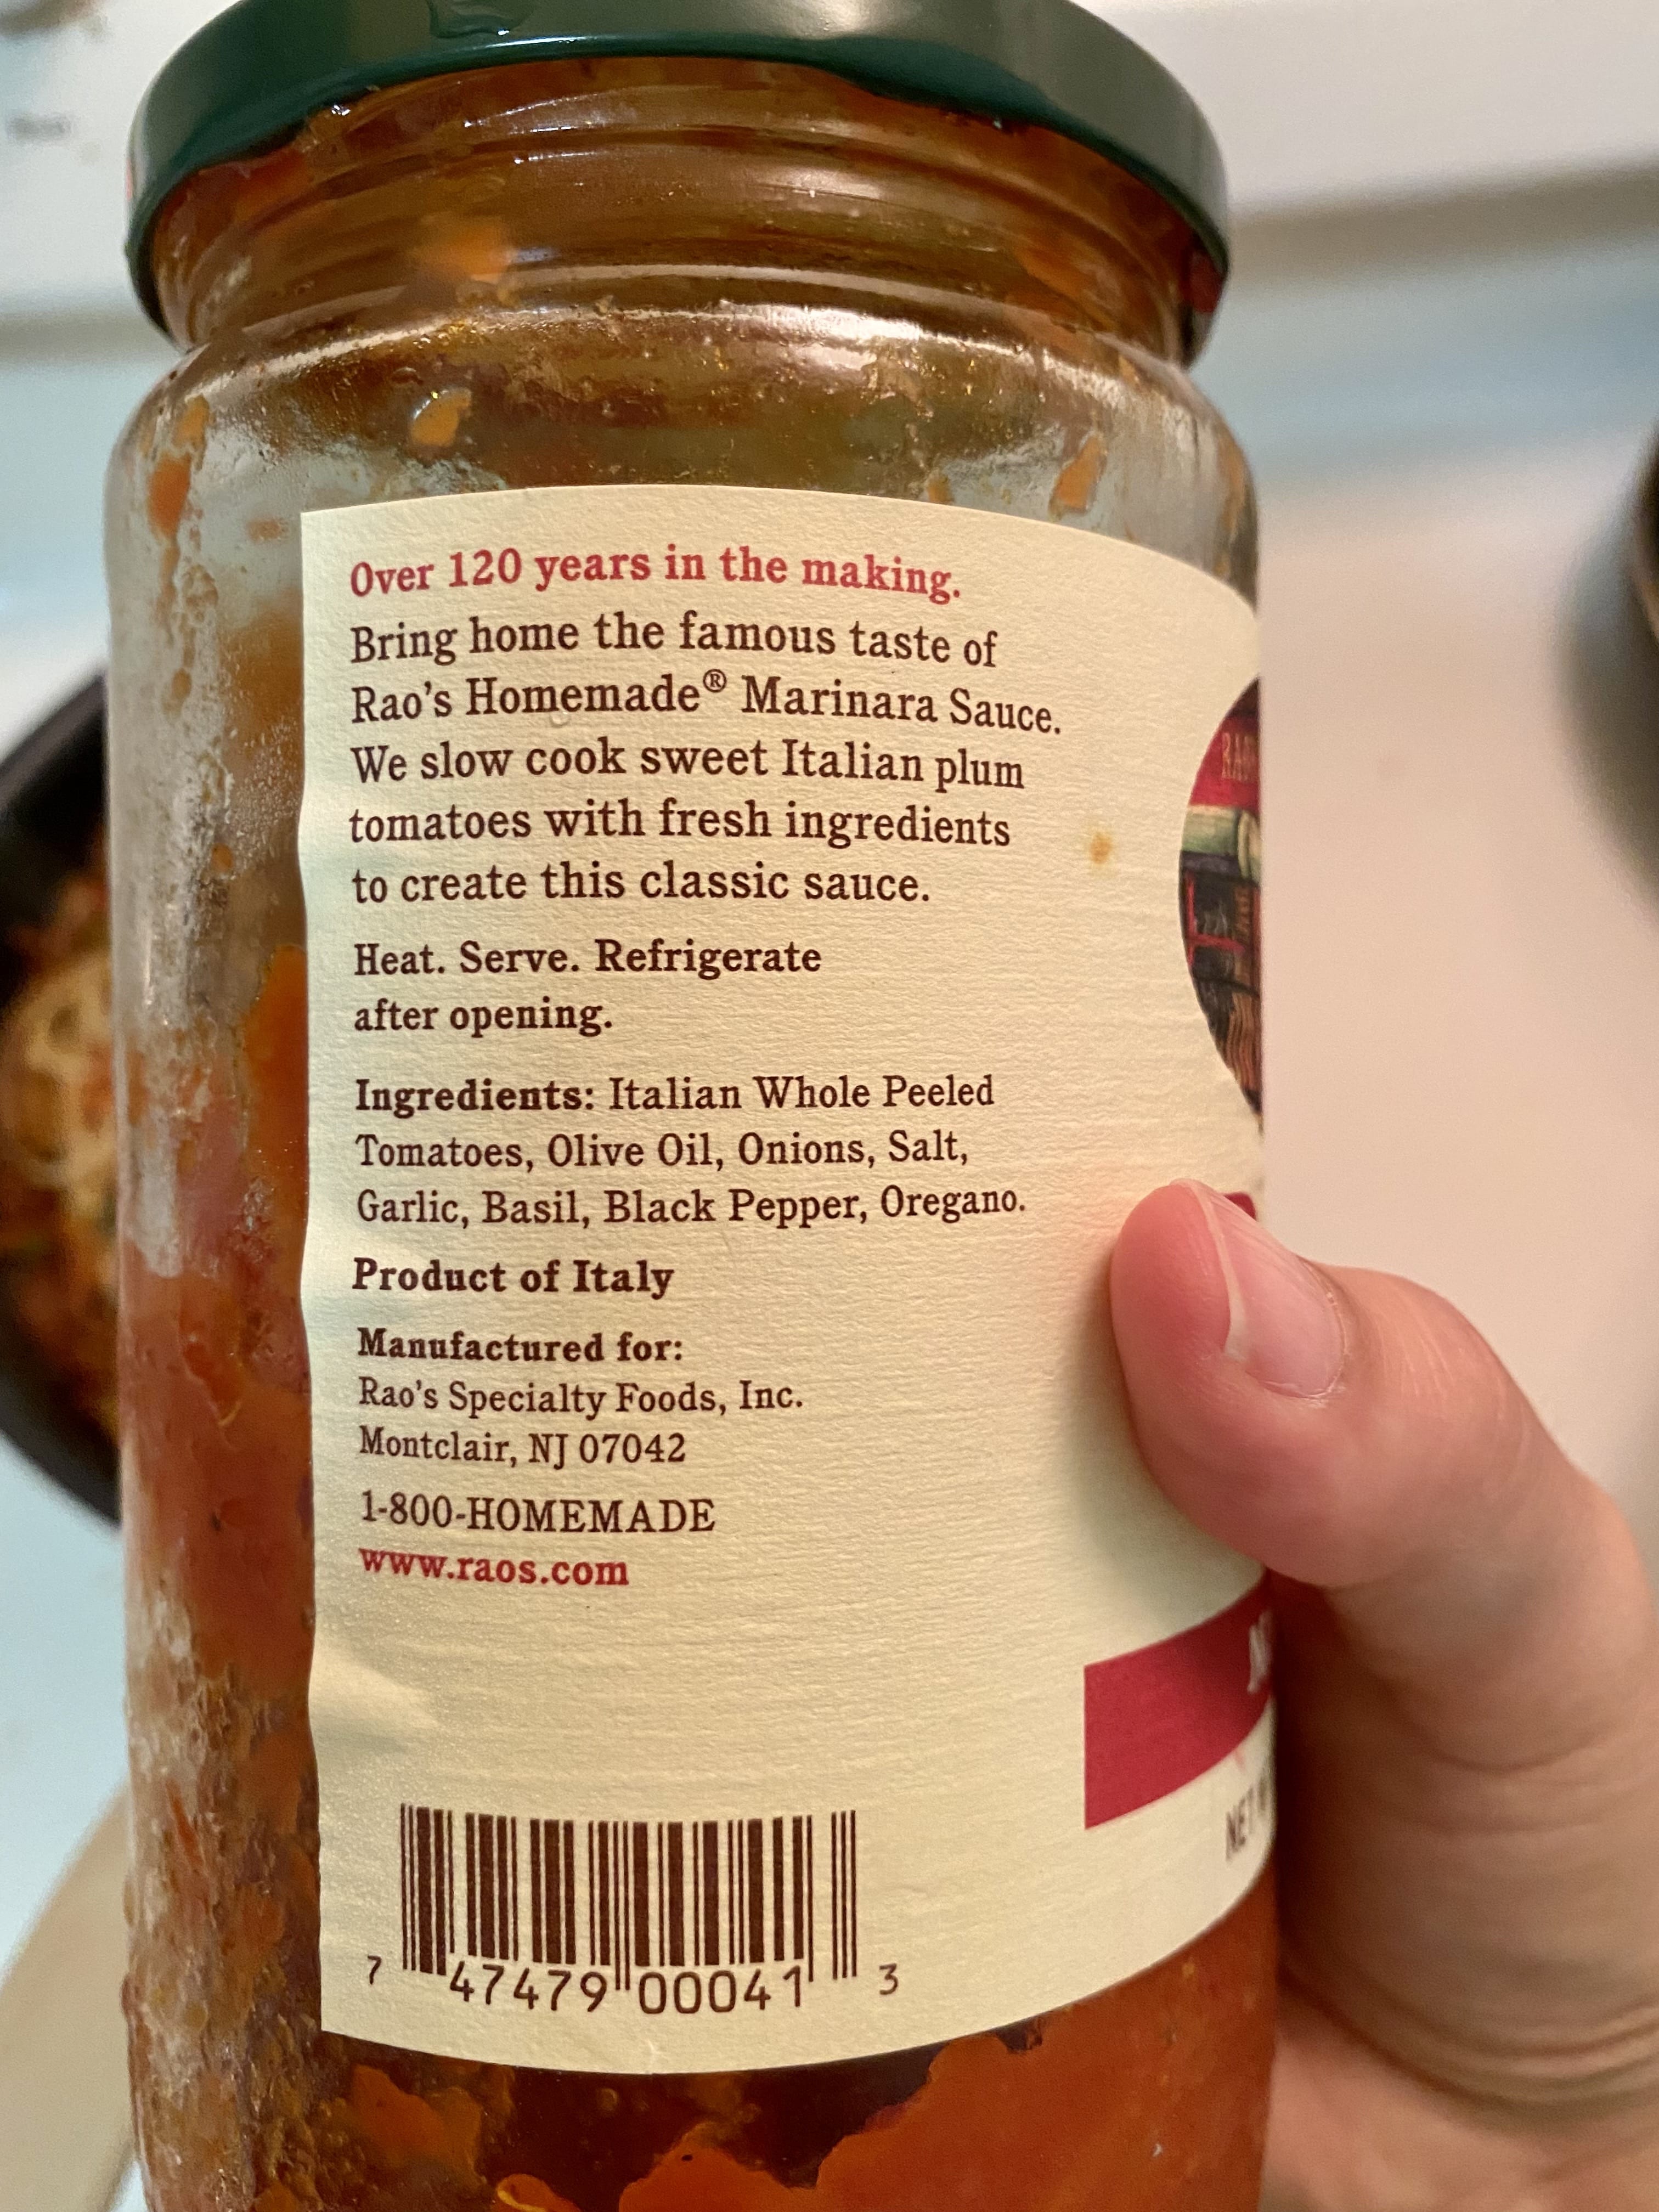 Over 120 years in the making.
Bring home the famous taste of
Rao's Homemade® Marinara Sauce.
We slow cook sweet Italian plum
tomatoes with fresh ingredients
to create this classic sauce.
Heat. Serve. Refrigerate
after opening.
Ingredients: Italian Whole Peeled
Tomatoes, Olive Oil, Onions, Salt,
Garlic, Basil, Black Pepper, Oregano.
Product of Italy
Manufactured for:
Rao's Specialty Foods, Inc.
Montclair, NJ 07042
1-800-HOMEMADE
www.raos.com
NET
7 47479 00041 3